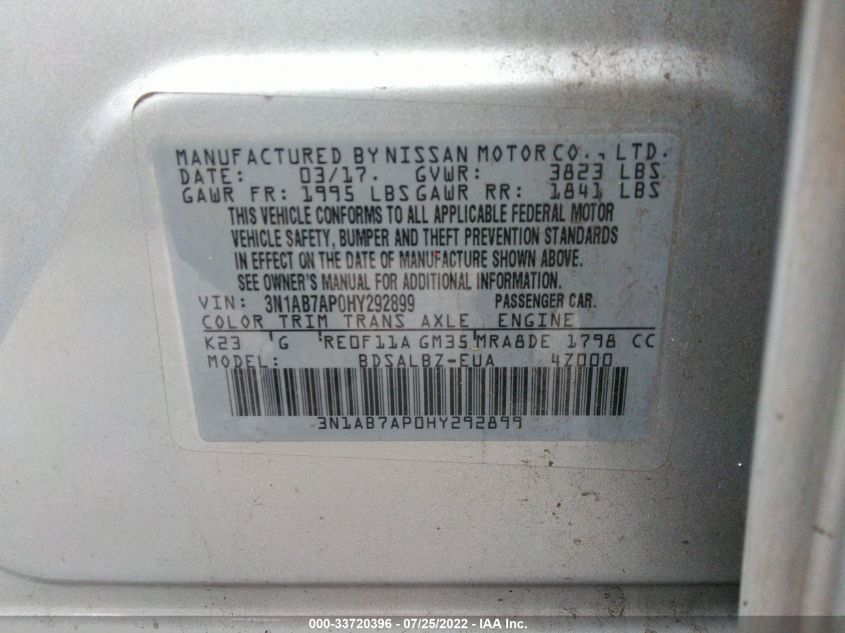 MANUFACTURED BY NISSAN MOTOR CO., LTD.
DATE: 03/17. GVWR: 3823 LBS
GAWR FR: 1995 LBS GAWR RR: 1841 LBS
THIS VEHICLE CONFORMS TO ALL APPLICABLE FEDERAL MOTOR
VEHICLE SAFETY, BUMPER AND THEFT PREVENTION STANDARDS
IN EFFECT ON THE DATE OF MANUFACTURE SHOWN ABOVE.
SEE OWNER'S MANUAL FOR ADDITIONAL INFORMATION.
VIN: 3N1AB7AP0HY292899 PASSENGER CAR.
COLOR TRIM TRANS AXLE ENGINE
K23 G RE0F11A GM35 MRA8DE 1798 CC
MODEL: BDSALBZ-EUA 4Z000
3N1AB7AP0HY292899
000-33720396 - 07/25/2022 - IAA Inc.